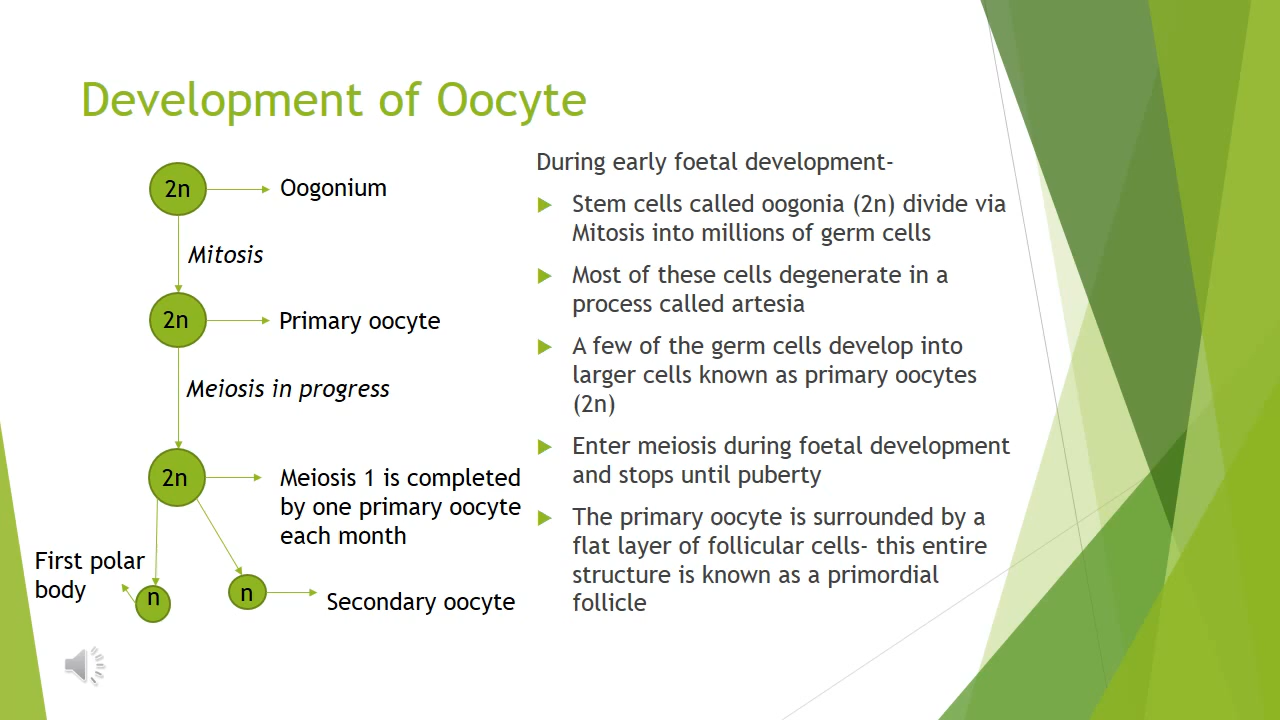 Development of Oocyte
2n
Oogonium
Mitosis
2n
Primary oocyte
Meiosis in progress
2n
Meiosis 1 is completed
by one primary oocyte
each month
First polar
body
n
n
Secondary oocyte
During early foetal development-
Stem cells called oogonia (2n) divide via
Mitosis into millions of germ cells
Most of these cells degenerate in a
process called artesia
A few of the germ cells develop into
larger cells known as primary oocytes
(2n)
Enter meiosis during foetal development
and stops until puberty
The primary oocyte is surrounded by a
flat layer of follicular cells- this entire
structure is known as a primordial
follicle